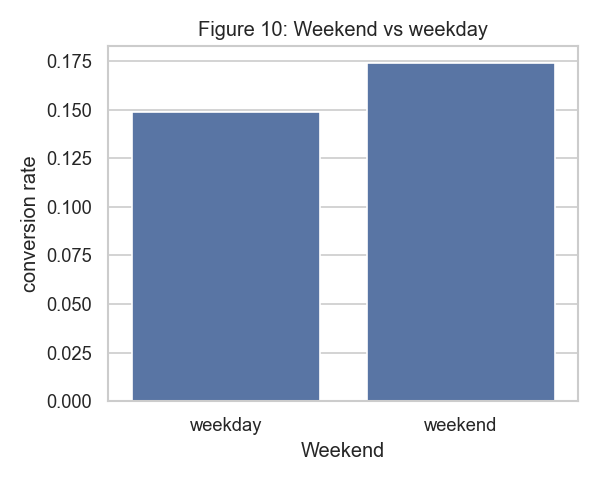 Figure 10: Weekend vs weekday
conversion rate
0.175
0.150
0.125
0.100
0.075
0.050
0.025
0.000
weekday
weekend
Weekend